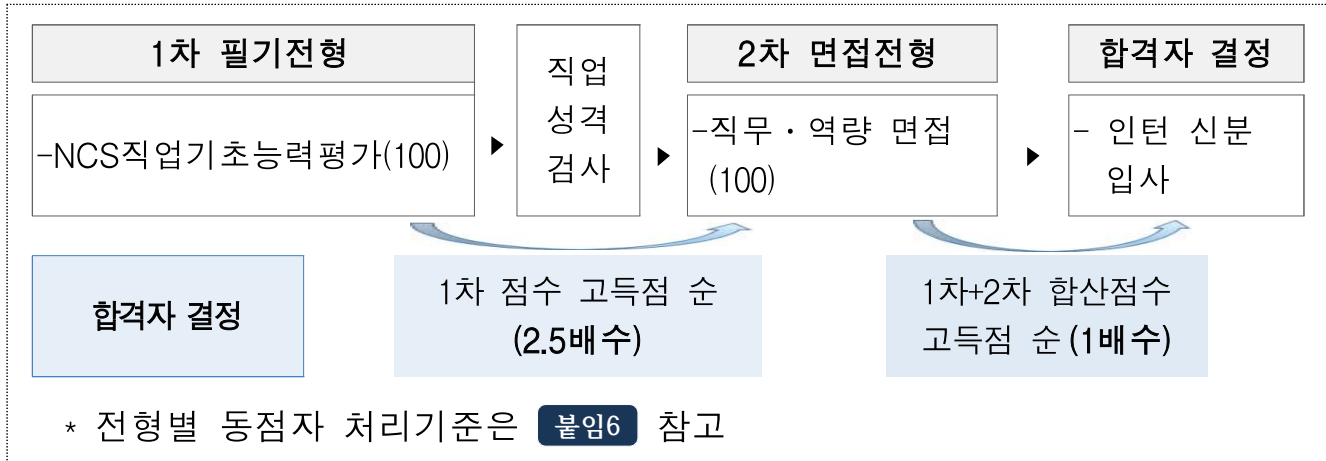 1차 필기전형
-NCS직업기초능력평가(100)
▶
직업
성격
검사
▶
2차 면접전형
-직무・역량 면접
(100)
▶
합격자 결정
- 인턴 신분
입사
합격자 결정
1차 점수 고득점 순
(2.5배수)
1차+2차 합산점수
고득점 순 (1배수)
* 전형별 동점자 처리기준은 붙임6 참고